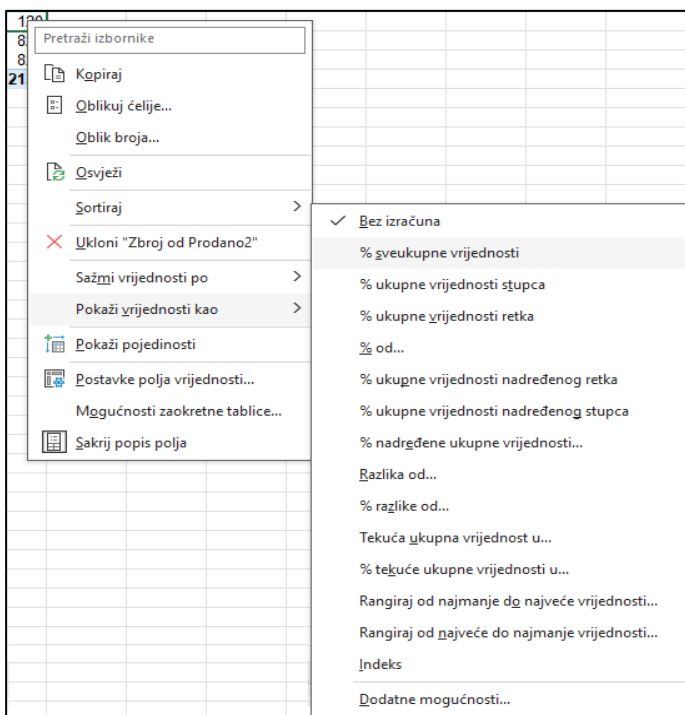 Pretraži izbornike
Kopiraj
Oblikuj ćelije...
Oblik broja...
Osvježi
Sortiraj
Ukloni "Zbroj od Prodano2"
Sažmi vrijednosti po
Pokaži vrijednosti kao
Pokaži pojedinosti
Postavke polja vrijednosti...
Mogućnosti zaokretne tablice...
Sakrij popis polja
Bez izračuna
% sveukupne vrijednosti
% ukupne vrijednosti stupca
% ukupne vrijednosti retka
% od...
% ukupne vrijednosti nadređenog retka
% ukupne vrijednosti nadređenog stupca
% nadređene ukupne vrijednosti...
Razlika od...
% razlike od...
Tekuća ukupna vrijednost u...
% tekuće ukupne vrijednosti u...
Rangiraj od najmanje do najveće vrijednosti...
Rangiraj od najveće do najmanje vrijednosti...
Indeks
Dodatne mogućnosti...